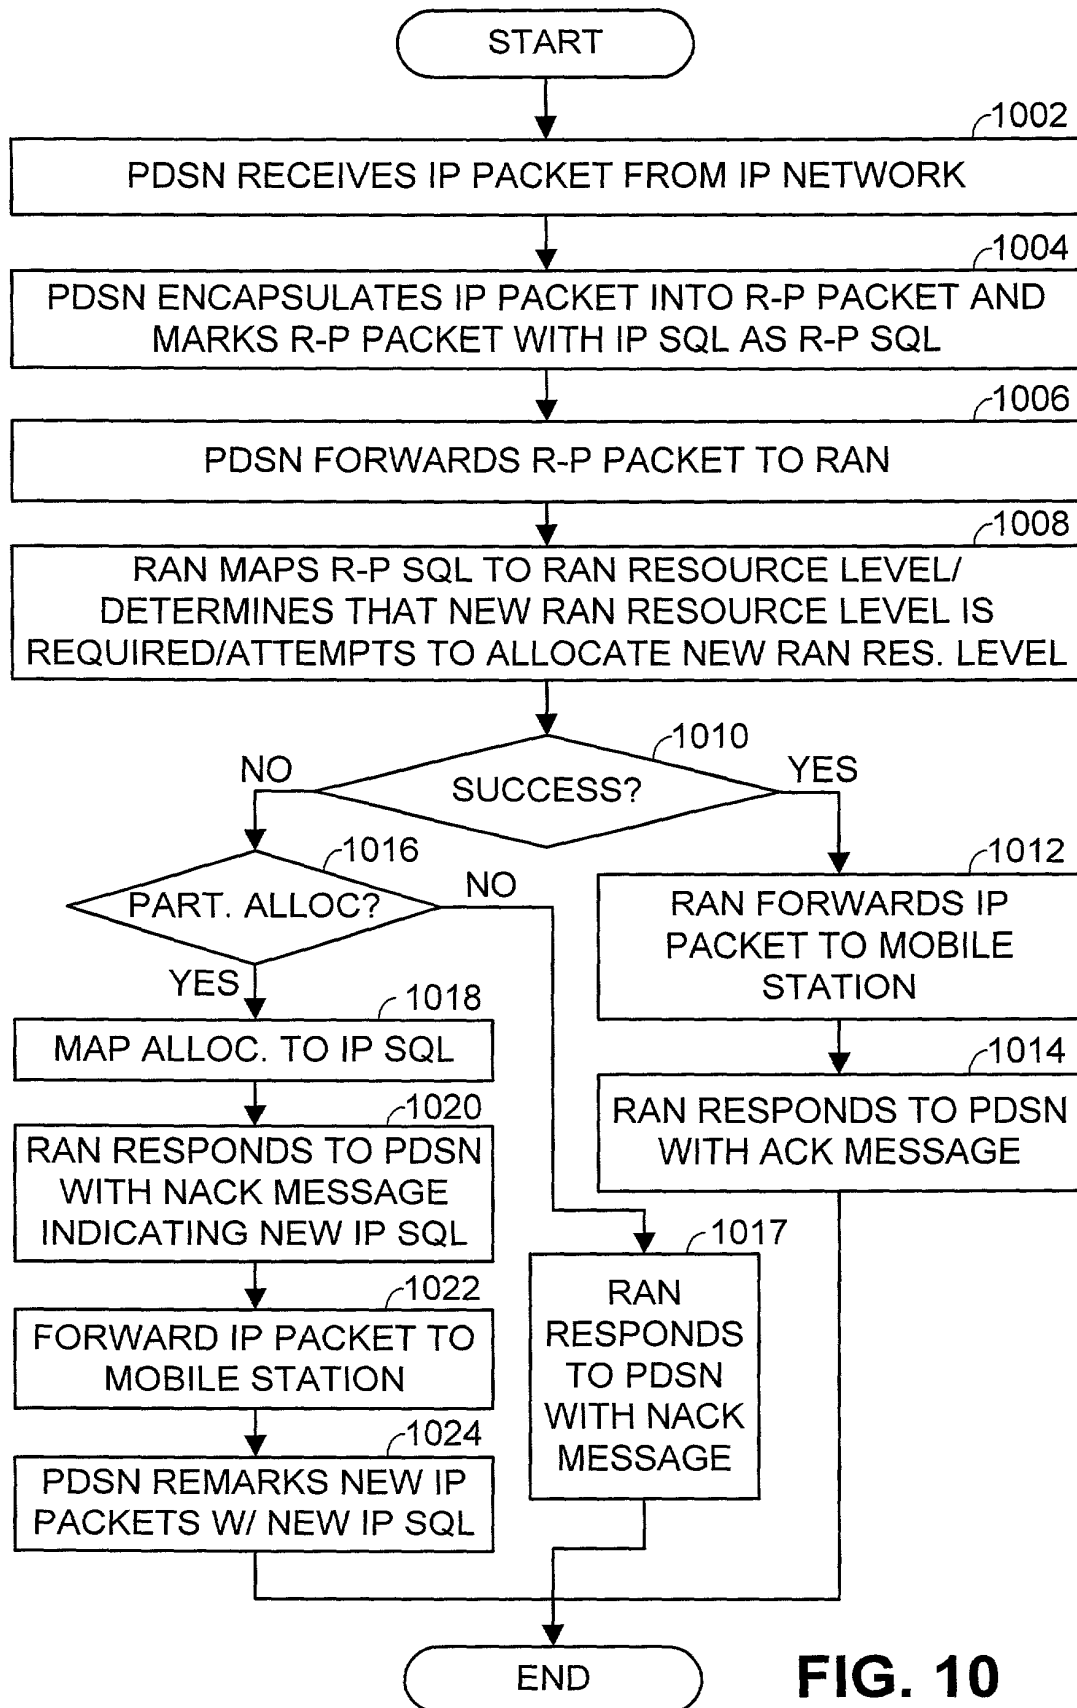 START
1002
PDSN RECEIVES IP PACKET FROM IP NETWORK
1004
PDSN ENCAPSULATES IP PACKET INTO R-P PACKET AND
MARKS R-P PACKET WITH IP SQL AS R-P SQL
1006
PDSN FORWARDS R-P PACKET TO RAN
1008
RAN MAPS R-P SQL TO RAN RESOURCE LEVEL/
DETERMINES THAT NEW RAN RESOURCE LEVEL IS
REQUIRED/ATTEMPTS TO ALLOCATE NEW RAN RES. LEVEL
1010
NO
SUCCESS?
YES
1016
PART. ALLOC?
NO
YES
1012
RAN FORWARDS IP
PACKET TO MOBILE
STATION
1018
MAP ALLOC. TO IP SQL
1014
RAN RESPONDS TO PDSN
WITH ACK MESSAGE
1020
RAN RESPONDS TO PDSN
WITH NACK MESSAGE
INDICATING NEW IP SQL
1017
RAN
RESPONDS
TO PDSN
WITH NACK
MESSAGE
1022
FORWARD IP PACKET TO
MOBILE STATION
1024
PDSN REMARKS NEW IP
PACKETS W/ NEW IP SQL
END
FIG. 10